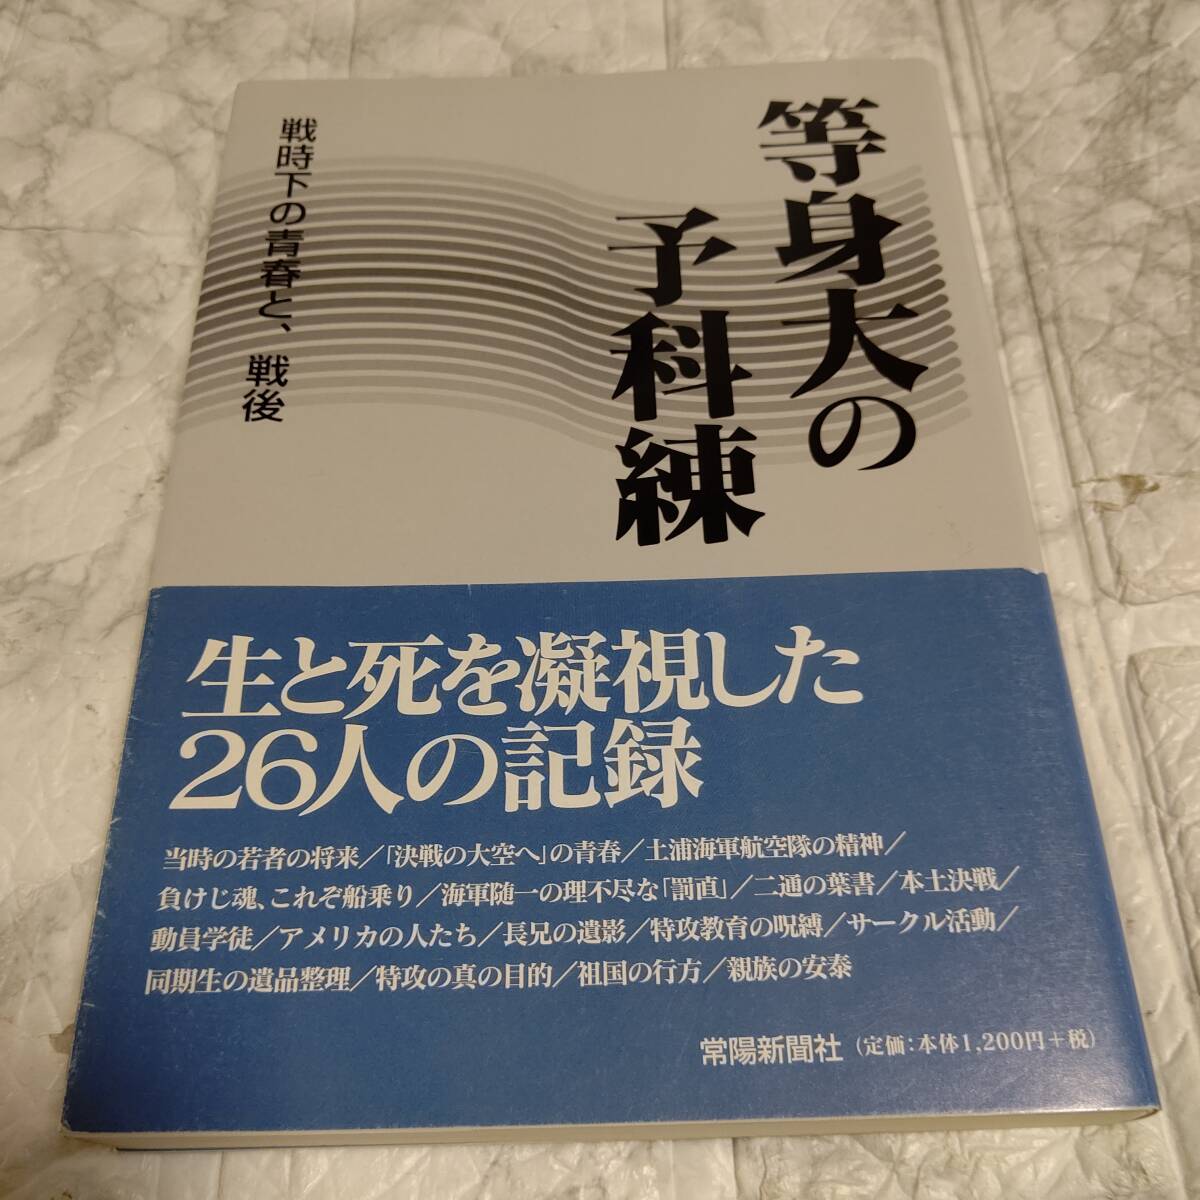 等身大の
予科練
戦時下の青春と、戦後
生と死を凝視した
26人の記録
当時の若者の将来／「決戦の大空へ」の青春／土浦海軍航空隊の精神／
負けじ魂、これぞ船乗り／海軍随一の理不尽な「罰直」／二通の葉書／本土決戦／
動員学徒／アメリカの人たち／長兄の遺影／特攻教育の呪縛／サークル活動／
同期生の遺品整理／特攻の真の目的／祖国の行方／親族の安泰
常陽新聞社（定価：本体1,200円＋税）